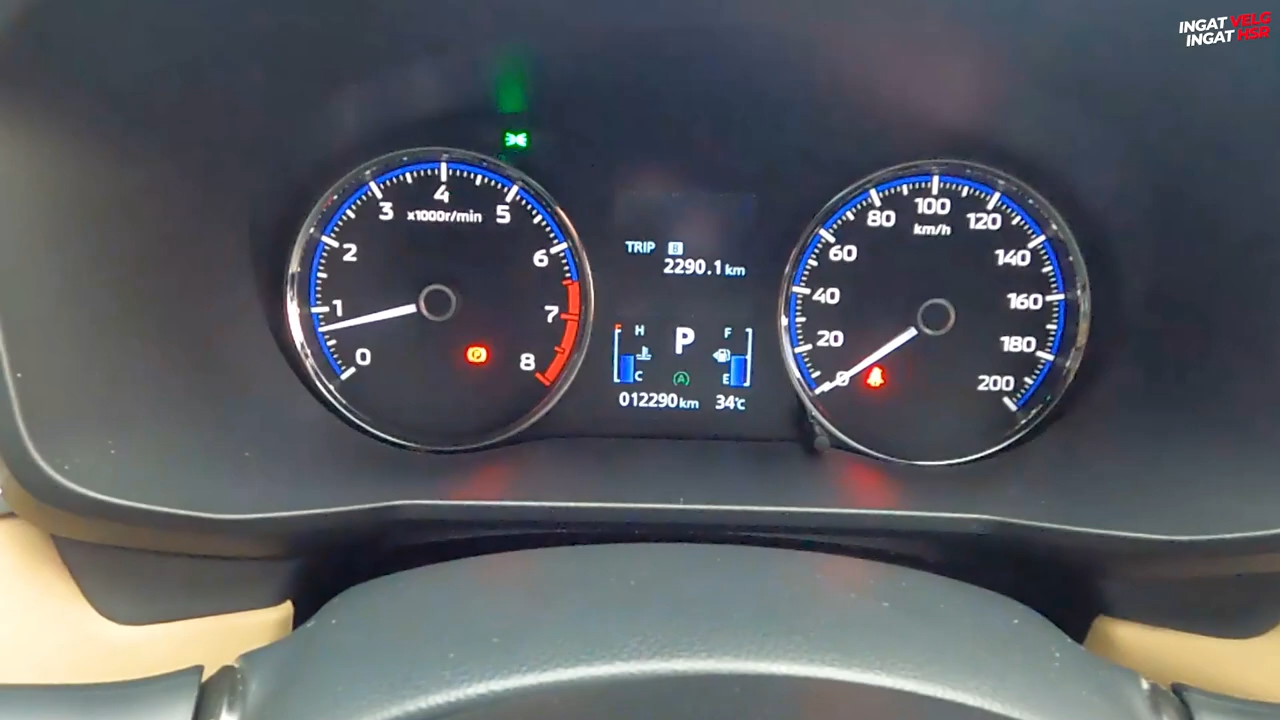 INGAT VELG
INGAT HSR
0
1
2
3
4
5
6
7
8
x1000r/min
P
TRIP B
2290.1 km
H
C
P
A
F
E
012290 km 34°C
0
20
40
60
80
100
120
140
160
180
200
km/h